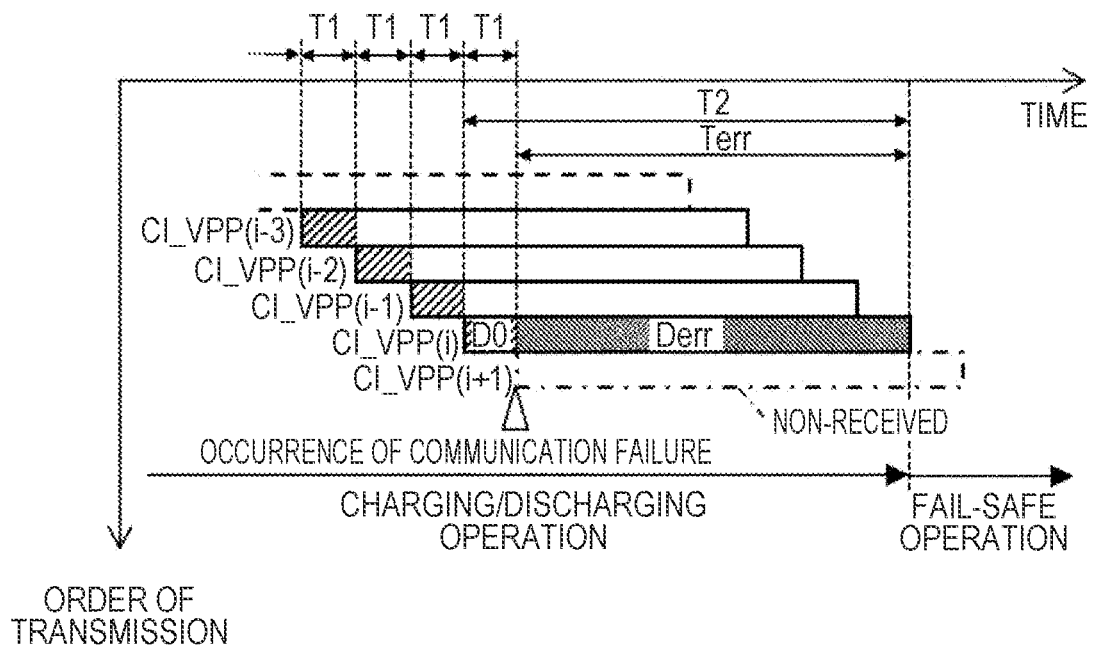 T1 T1 T1 T1
T2
TIME
Terr
CI_VPP(i-3)
CI_VPP(i-2)
CI_VPP(i-1)
CI_VPP(i) D0 Derr
CI_VPP(i+1)
NON-RECEIVED
OCCURRENCE OF COMMUNICATION FAILURE
CHARGING/DISCHARGING
OPERATION
FAIL-SAFE
OPERATION
ORDER OF
TRANSMISSION